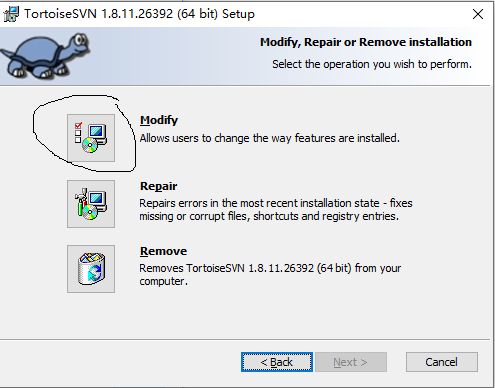 TortoiseSVN 1.8.11.26392 (64 bit) Setup
Modify, Repair or Remove installation
Select the operation you wish to perform.
Modify
Allows users to change the way features are installed.
Repair
Repairs errors in the most recent installation state - fixes
missing or corrupt files, shortcuts and registry entries.
Remove
Removes TortoiseSVN 1.8.11.26392 (64 bit) from your
computer.
< Back
Next >
Cancel